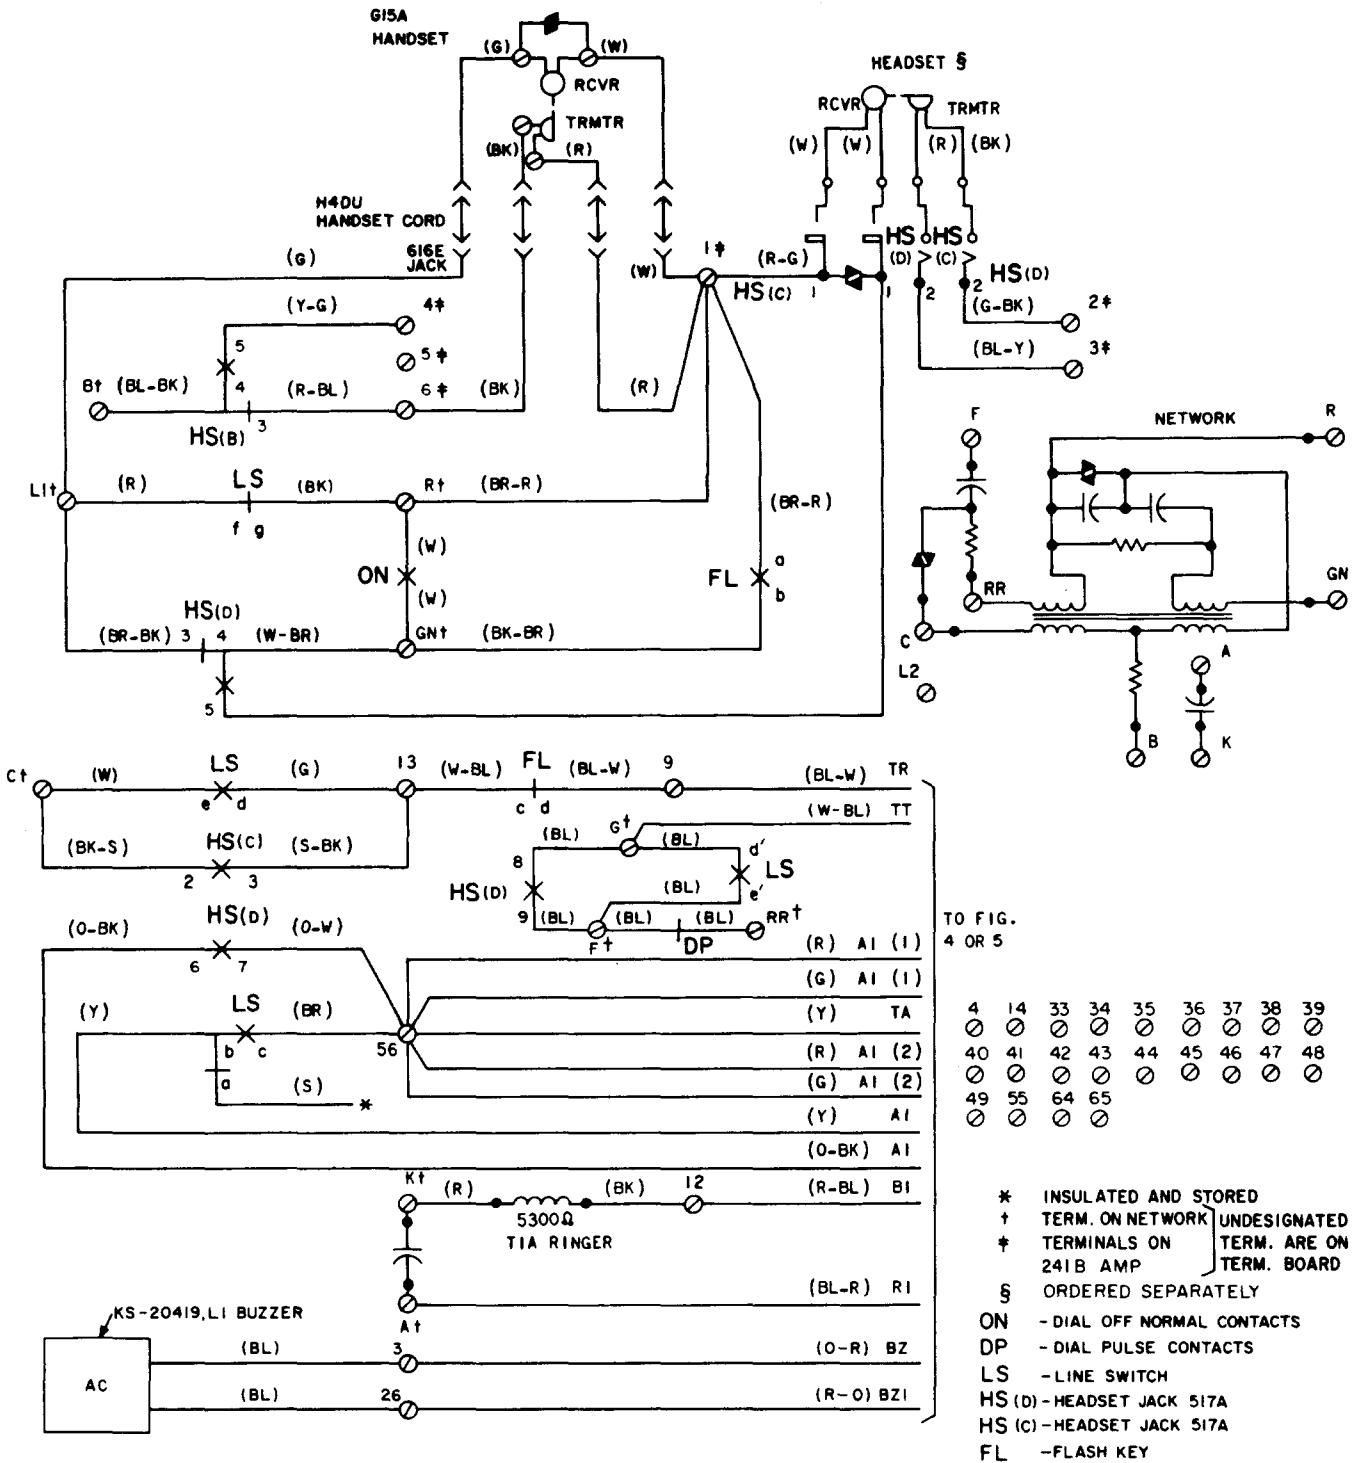 G15A
HANDSET
(G)
(W)
RCVR
TRMTR
(BK)
(R)
HEADSET §
RCVR
TRMTR
(W)
(W)
(R)
(BK)
H4DU
HANDSET CORD
616E
JACK
(G)
(W)
1‡
HS(C)
(R-G)
1
1
HS
HS
(D)
(C)
2
2
HS(D)
(G-BK)
2‡
(BL-Y)
3‡
(Y-G)
4‡
5
5‡
B†
(BL-BK)
4
(R-BL)
6‡
(BK)
(R)
3
HS(B)
L1†
(R)
LS
(BK)
R†
(BR-R)
f g
(W)
ON
(W)
(BR-R)
a
FL
b
HS(D)
(BR-BK)
3
4
(W-BR)
GN†
(BK-BR)
5
F
NETWORK
R
RR
GN
C
L2
A
B
K
C†
(W)
LS
(G)
13
(W-BL)
FL
(BL-W)
9
(BL-W) TR
e d
c d
(W-BL) TT
(BK-S)
HS(C)
(S-BK)
2
3
G†
(BL)
(BL)
8
d'
LS
HS(D)
(BL)
e'
9
(BL)
(BL)
(BL)
RR†
F†
DP
HS(D)
(O-BK)
(O-W)
6
7
TO FIG.
4 OR 5
(R) A1 (1)
(G) A1 (1)
(Y)
LS
(BR)
(Y) TA
b
c
56
(R) A1 (2)
a
(S)
*
(G) A1 (2)
(Y) A1
(O-BK) A1
4 14 33 34 35 36 37 38 39
40 41 42 43 44 45 46 47 48
49 55 64 65
K†
(R)
(BK)
12
(R-BL) B1
5300Ω
T1A RINGER
(BL-R) R1
A†
KS-20419,L1 BUZZER
AC
(BL)
3
(O-R) BZ
(BL)
26
(R-O) BZ1
* INSULATED AND STORED
† TERM. ON NETWORK
‡ TERMINALS ON
241B AMP
UNDESIGNATED
TERM. ARE ON
TERM. BOARD
§ ORDERED SEPARATELY
ON -DIAL OFF NORMAL CONTACTS
DP -DIAL PULSE CONTACTS
LS -LINE SWITCH
HS(D)-HEADSET JACK 517A
HS(C)-HEADSET JACK 517A
FL -FLASH KEY